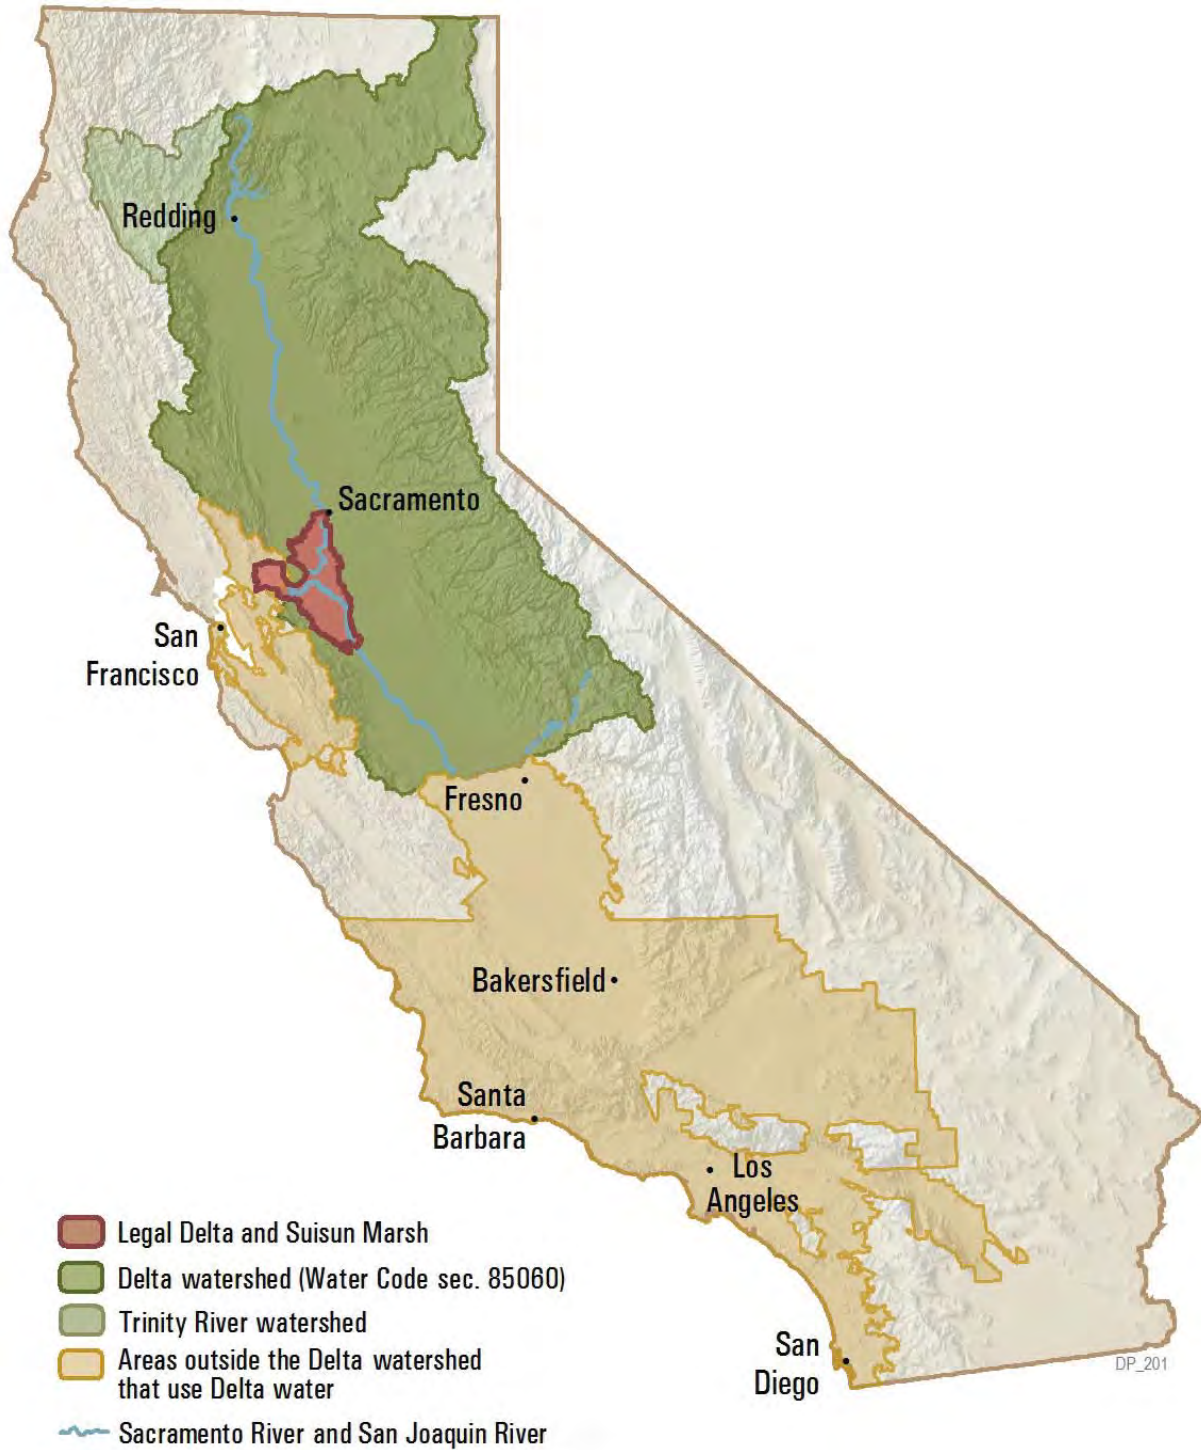 Redding
Sacramento
San
Francisco
Fresno
Bakersfield
Santa
Barbara
Los
Angeles
San
Diego
DP_201
Legal Delta and Suisun Marsh
Delta watershed (Water Code sec. 85060)
Trinity River watershed
Areas outside the Delta watershed
that use Delta water
Sacramento River and San Joaquin River